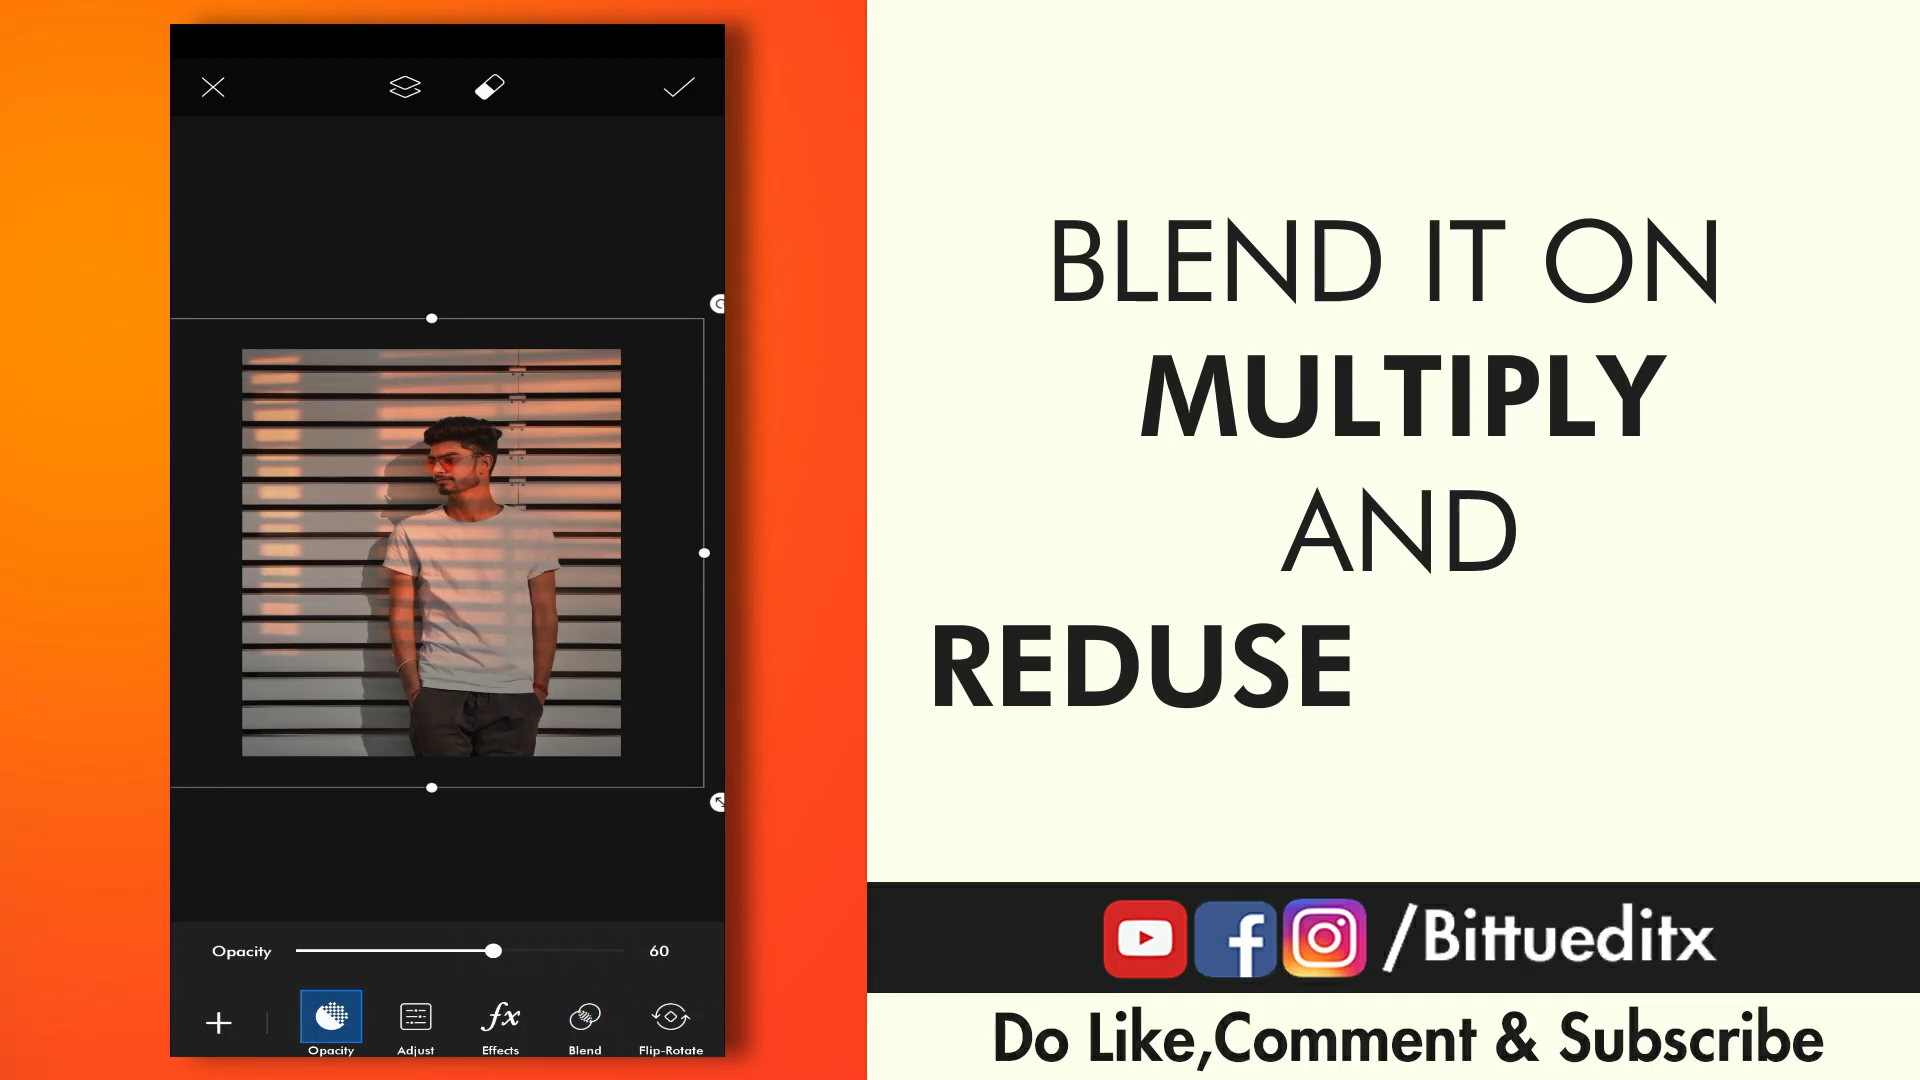 BLEND IT ON
MULTIPLY
AND
REDUSE
Opacity 60
fx
Opacity Adjust Effects Blend Flip-Rotate
/Bittueditx
Do Like,Comment & Subscribe